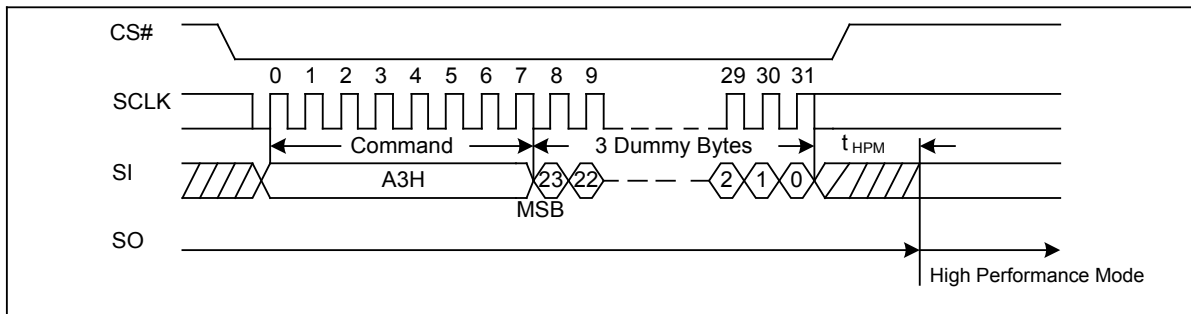 CS#
0 1 2 3 4 5 6 7 8 9 29 30 31
SCLK
Command 3 Dummy Bytes tHPM
SI A3H 23 22 2 1 0
MSB
SO
High Performance Mode